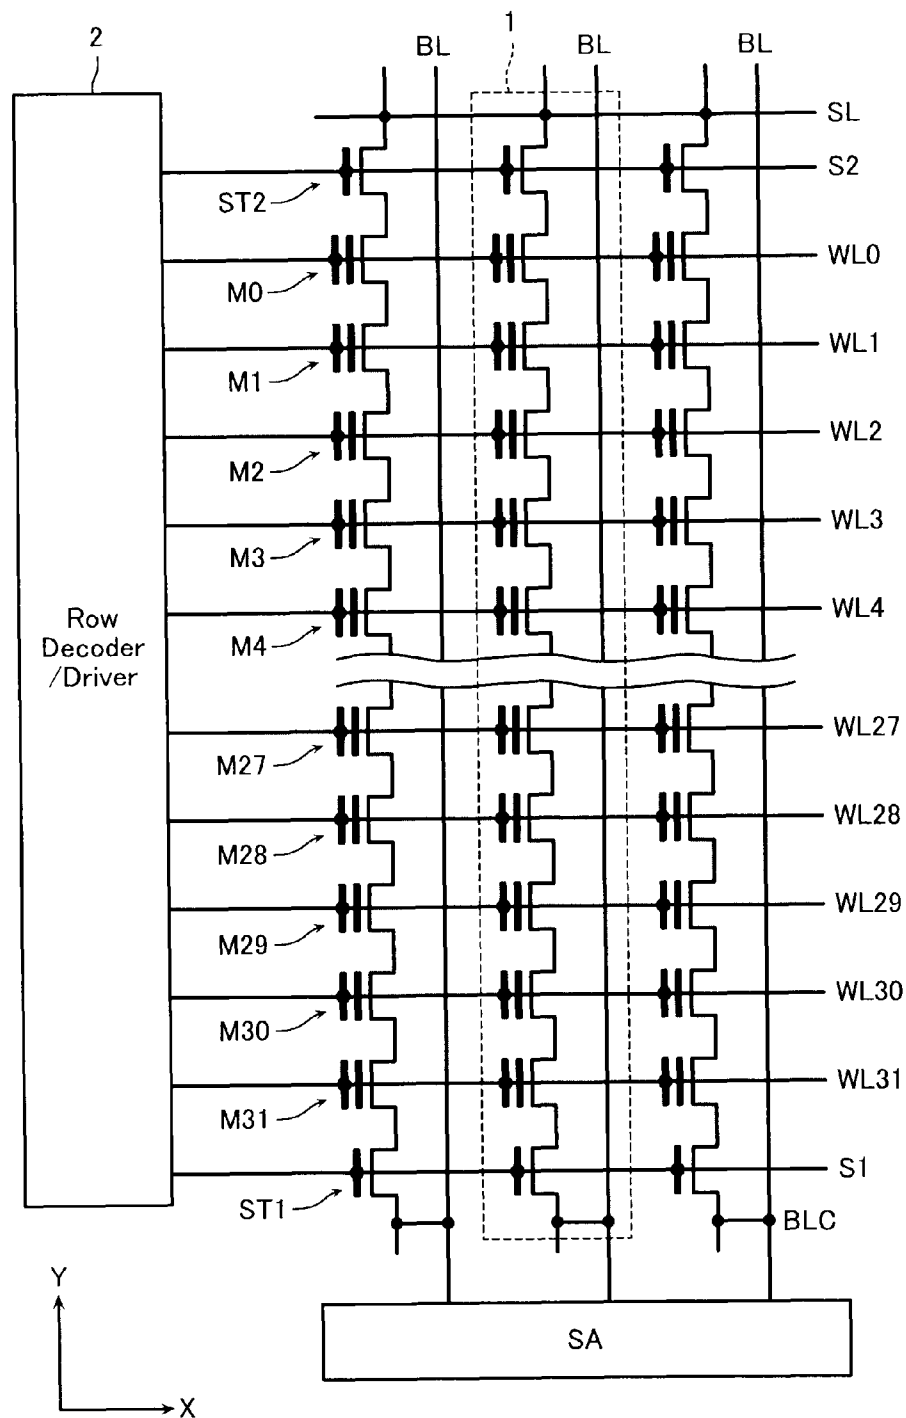 1
2
BL
BL
BL
SL
S2
ST2
WL0
M0
WL1
M1
WL2
M2
WL3
M3
WL4
M4
Row
Decoder
/Driver
WL27
M27
WL28
M28
WL29
M29
WL30
M30
WL31
M31
S1
ST1
BLC
Y
SA
X